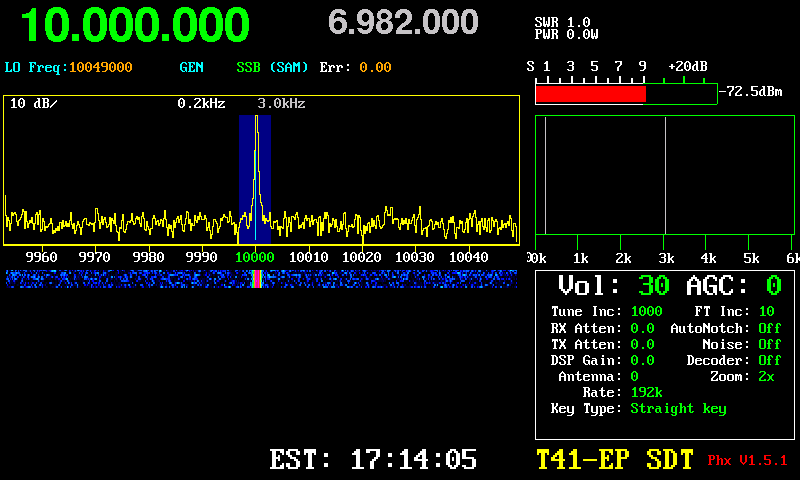 10.000.000 6.982.000
SWR 1.0
PWR 0.0W
LO Freq:10049000 GEN SSB (SAM) Err: 0.00
S 1 3 5 7 9 +20dB
-72.5dBm
10 dB/ 0.2kHz 3.0kHz
9960 9970 9980 9990 10000 10010 10020 10030 10040
00k 1k 2k 3k 4k 5k 6k
Vol: 30 AGC: 0
Tune Inc: 1000 FT Inc: 10
RX Atten: 0.0 AutoNotch: Off
TX Atten: 0.0 Noise: Off
DSP Gain: 0.0 Decoder: Off
Antenna: 0 Zoom: 2x
Rate: 192k
Key Type: Straight key
EST: 17:14:05 T41-EP SDT Phx V1.5.1